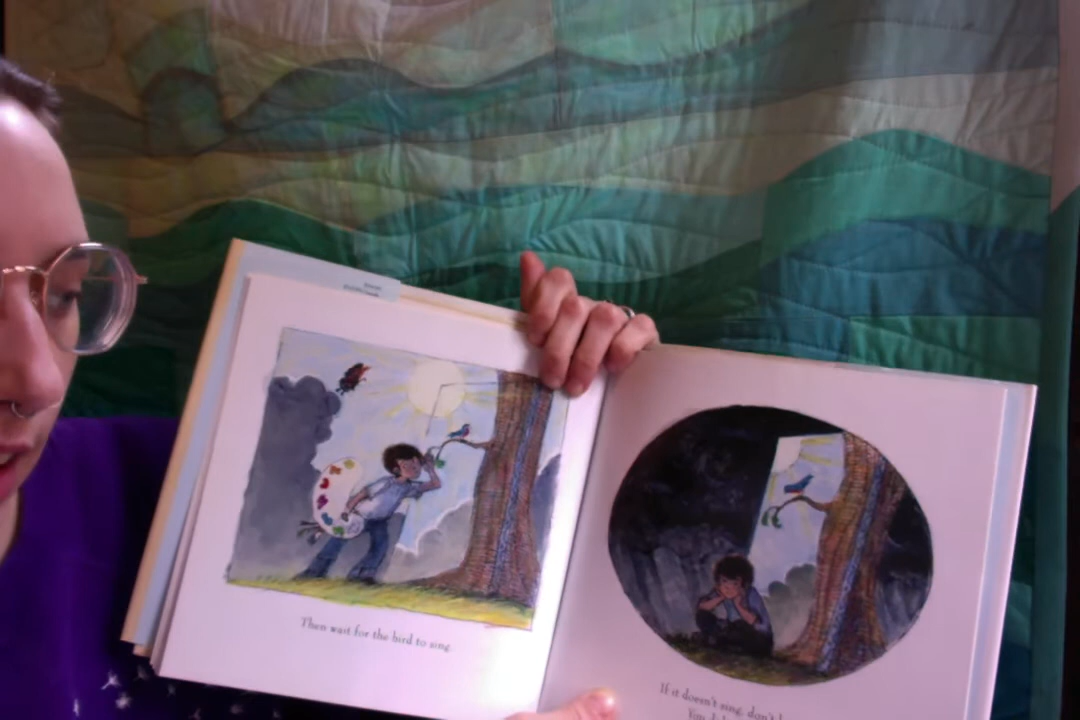 Then wait for the bird to sing.
If it doesn't sing, don't